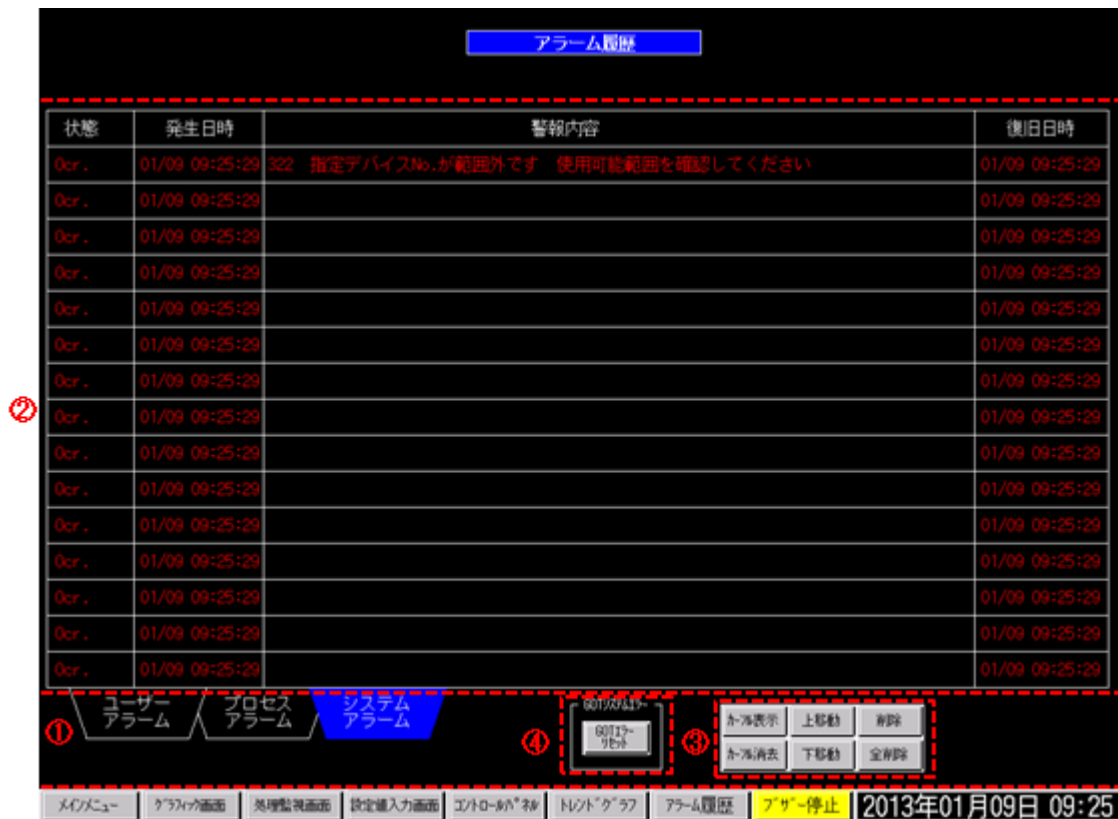 アラーム履歴
状態 発生日時 警報内容 復旧日時
Ocr. 01/09 09:25:29 322 指定デバイスNo.が範囲外です 使用可能範囲を確認してください 01/09 09:25:29
Ocr. 01/09 09:25:29 01/09 09:25:29
Ocr. 01/09 09:25:29 01/09 09:25:29
Ocr. 01/09 09:25:29 01/09 09:25:29
Ocr. 01/09 09:25:29 01/09 09:25:29
Ocr. 01/09 09:25:29 01/09 09:25:29
Ocr. 01/09 09:25:29 01/09 09:25:29
②
Ocr. 01/09 09:25:29 01/09 09:25:29
Ocr. 01/09 09:25:29 01/09 09:25:29
Ocr. 01/09 09:25:29 01/09 09:25:29
Ocr. 01/09 09:25:29 01/09 09:25:29
Ocr. 01/09 09:25:29 01/09 09:25:29
Ocr. 01/09 09:25:29 01/09 09:25:29
Ocr. 01/09 09:25:29 01/09 09:25:29
Ocr. 01/09 09:25:29 01/09 09:25:29
①
ユーザー
アラーム
プロセス
アラーム
システム
アラーム
④
GOTシステムエラー
GOTエラー
リセット
③
カーソル表示 上移動 削除
カーソル消去 下移動 全削除
メインメニュー グラフィック画面 処理監視画面 設定値入力画面 コントロールパネル トレンドグラフ アラーム履歴 ブザー停止 2013年01月09日 09:25